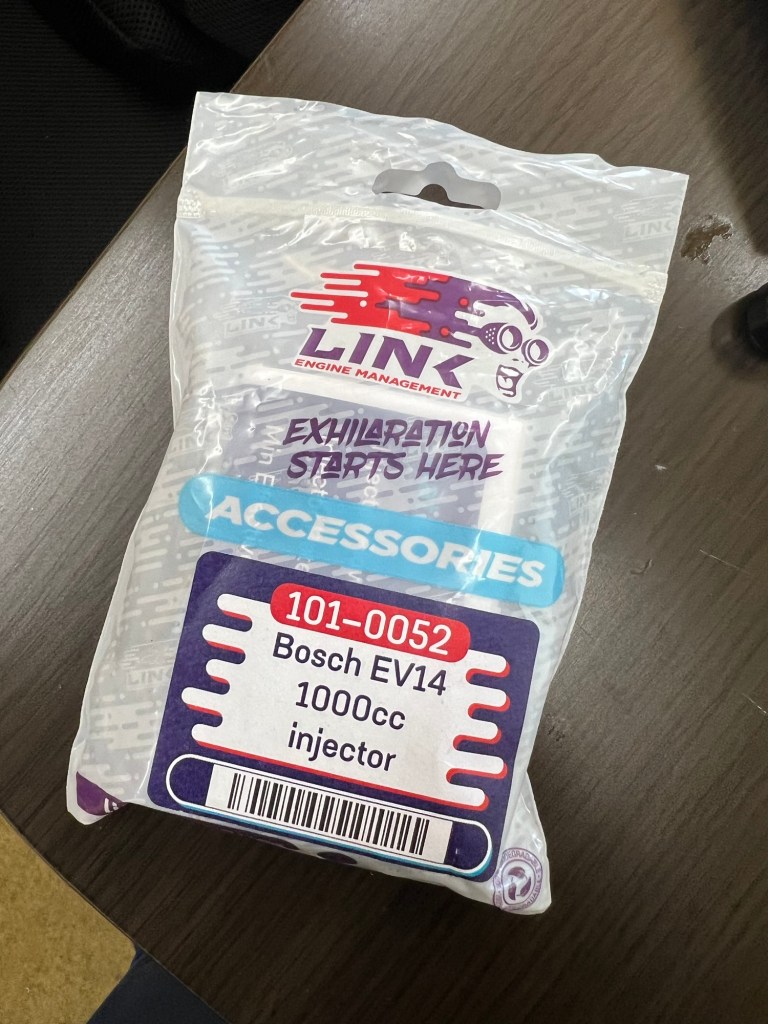 LINK
ENGINE MANAGEMENT
EXHILARATION
STARTS HERE
ACCESSORIES
101-0052
Bosch EV14
1000cc
injector